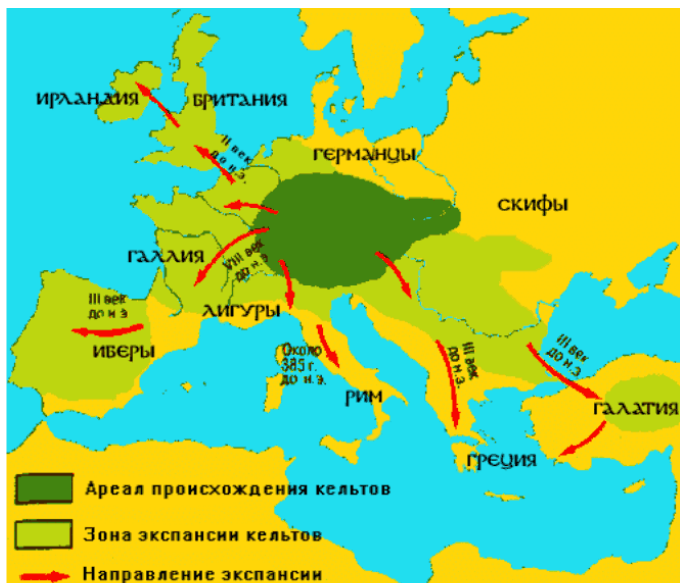 ИРЛАНДИЯ
БРИТАНИЯ
II век
до н.э.
ГЕРМАНЦЫ
СКИФЫ
ГАЛЛИЯ
VIII век
до н.э
III век
до н.э
ЛИГУРЫ
ИБЕРЫ
Около
385 г.
до н.э.
III век
до н.э.
III век
до н.э.
РИМ
ГАЛАТИЯ
ГРЕЦИЯ
Ареал происхождения кельтов
Зона экспансии кельтов
Направление экспансии